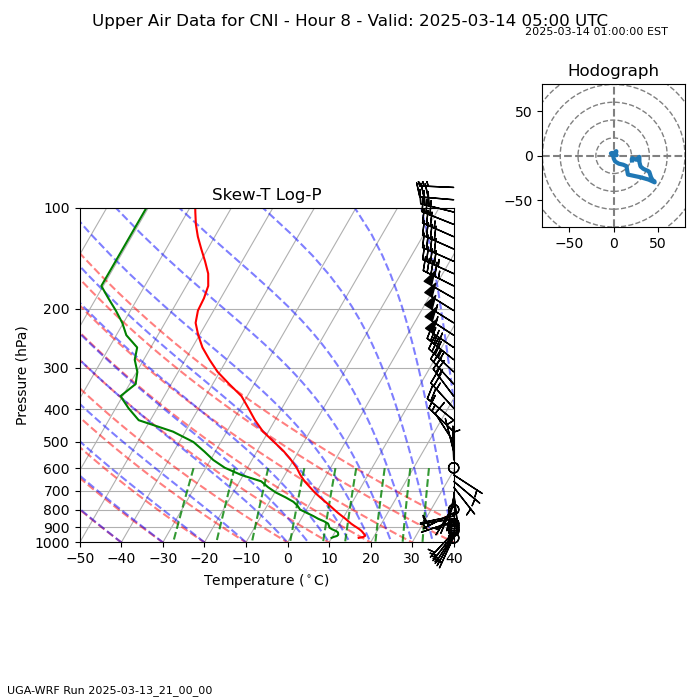 Upper Air Data for CNI - Hour 8 - Valid: 2025-03-14 05:00 UTC
2025-03-14 01:00:00 EST
Hodograph
50
0
−50
−50 0 50
Skew-T Log-P
100
200
300
400
500
600
700
800
900
1000
Pressure (hPa)
−50 −40 −30 −20 −10 0 10 20 30 40
Temperature (°C)
UGA-WRF Run 2025-03-13_21_00_00